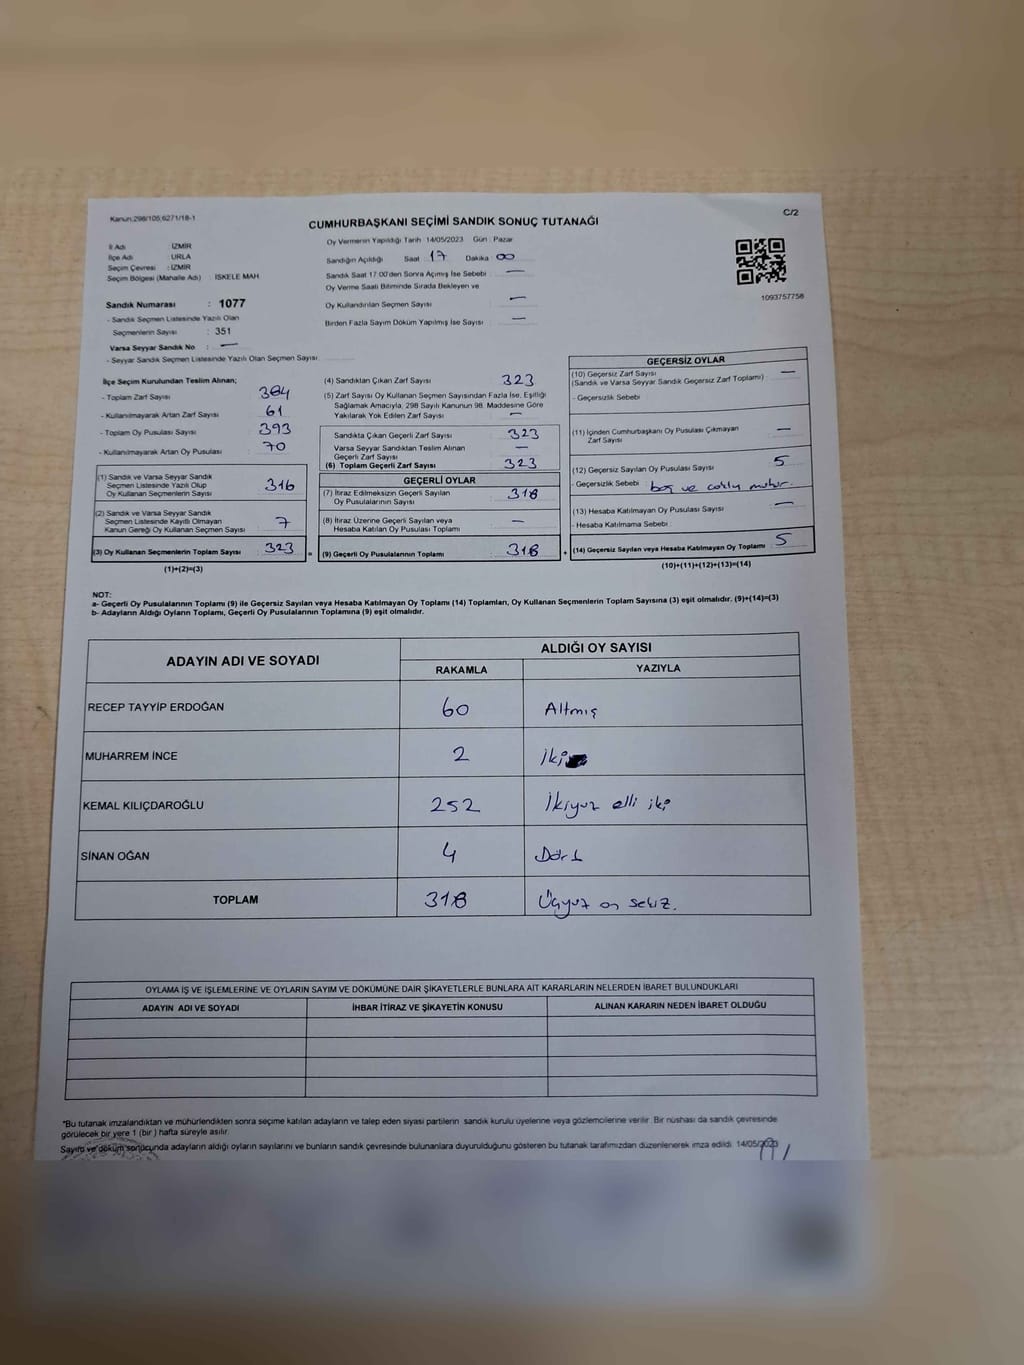 Kanun:298/105;6271/18-1
C/2
CUMHURBAŞKANI SEÇİMİ SANDIK SONUÇ TUTANAĞI
İl Adı İZMİR
İlçe Adı URLA
Seçim Çevresi : İZMİR
Seçim Bölgesi (Mahalle Adı) İSKELE MAH
Sandık Numarası : 1077
- Sandık Seçmen Listesinde Yazılı Olan
Seçmenlerin Sayısı : 351
Varsa Seyyar Sandık No : —
- Seyyar Sandık Seçmen Listesinde Yazılı Olan Seçmen Sayısı
Oy Vermenin Yapıldığı Tarih 14/05/2023 Gün : Pazar
Sandığın Açıldığı Saat 17 Dakika 00
Sandık Saat 17.00'den Sonra Açımış İse Sebebi —
Oy Verme Saati Bitiminde Sırada Bekleyen ve
Oy Kullandırılan Seçmen Sayısı —
Birden Fazla Sayım Döküm Yapılmış İse Sayısı —
1093757758
İlçe Seçim Kurulundan Teslim Alınan;
- Toplam Zarf Sayısı 384
- Kullanılmayarak Artan Zarf Sayısı 61
- Toplam Oy Pusulası Sayısı 393
- Kullanılmayarak Artan Oy Pusulası 70
(1) Sandık ve Varsa Seyyar Sandık
Seçmen Listesinde Yazılı Olup
Oy Kullanan Seçmenlerin Sayısı 316
(2) Sandık ve Varsa Seyyar Sandık
Seçmen Listesinde Kayıtlı Olmayan
Kanun Gereği Oy Kullanan Seçmen Sayısı 7
(3) Oy Kullanan Seçmenlerin Toplam Sayısı 323
(1)+(2)=(3)
(4) Sandıktan Çıkan Zarf Sayısı 323
(5) Zarf Sayısı Oy Kullanan Seçmen Sayısından Fazla İse, Eşitliği
Sağlamak Amacıyla, 298 Sayılı Kanunun 98. Maddesine Göre
Yakılarak Yok Edilen Zarf Sayısı —
Sandıkta Çıkan Geçerli Zarf Sayısı 323
Varsa Seyyar Sandıktan Teslim Alınan
Geçerli Zarf Sayısı —
(6) Toplam Geçerli Zarf Sayısı 323
GEÇERLİ OYLAR
(7) İtiraz Edilmeksizin Geçerli Sayılan
Oy Pusulalarının Sayısı 318
(8) İtiraz Üzerine Geçerli Sayılan veya
Hesaba Katılan Oy Pusulası Toplamı —
= (9) Geçerli Oy Pusulalarının Toplamı 318
GEÇERSİZ OYLAR
(10) Geçersiz Zarf Sayısı —
(Sandık ve Varsa Seyyar Sandık Geçersiz Zarf Toplamı)
- Geçersizlik Sebebi
(11) İçinden Cumhurbaşkanı Oy Pusulası Çıkmayan
Zarf Sayısı —
(12) Geçersiz Sayılan Oy Pusulası Sayısı 5
- Geçersizlik Sebebi boş ve mühür.
(13) Hesaba Katılmayan Oy Pusulası Sayısı —
- Hesaba Katılmama Sebebi
+ (14) Geçersiz Sayılan veya Hesaba Katılmayan Oy Toplamı 5
(10)+(11)+(12)+(13)=(14)
NOT:
a- Geçerli Oy Pusulalarının Toplamı (9) ile Geçersiz Sayılan veya Hesaba Katılmayan Oy Toplamı (14) Toplamları, Oy Kullanan Seçmenlerin Toplam Sayısına (3) eşit olmalıdır. (9)+(14)=(3)
b- Adayların Aldığı Oyların Toplamı, Geçerli Oy Pusulalarının Toplamına (9) eşit olmalıdır.
ADAYIN ADI VE SOYADI ALDIĞI OY SAYISI
RAKAMLA YAZIYLA
RECEP TAYYİP ERDOĞAN 60 Altmış
MUHARREM İNCE 2 İki
KEMAL KILIÇDAROĞLU 252 İkiyüz elli iki
SİNAN OĞAN 4 Dört
TOPLAM 318 Üçyüz on sekiz.
OYLAMA İŞ VE İŞLEMLERİNE VE OYLARIN SAYIM VE DÖKÜMÜNE DAİR ŞİKAYETLERLE BUNLARA AİT KARARLARIN NELERDEN İBARET BULUNDUKLARI
ADAYIN ADI VE SOYADI İHBAR İTİRAZ VE ŞİKAYETİN KONUSU ALINAN KARARIN NEDEN İBARET OLDUĞU
"Bu tutanak imzalandıktan ve mühürlendikten sonra seçime katılan adayların ve talep eden siyasi partilerin sandık kurulu üyelerine veya gözlemcilerine verilir. Bir nüshası da sandık çevresinde
görülecek bir yere 1 (bir) hafta süreyle asılır.
Sayım ve döküm sonucunda adayların aldığı oyların sayılarını ve bunların sandık çevresinde bulunanlara duyurulduğunu gösteren bu tutanak tarafımızdan düzenlenerek imza edildi. 14/05/2023